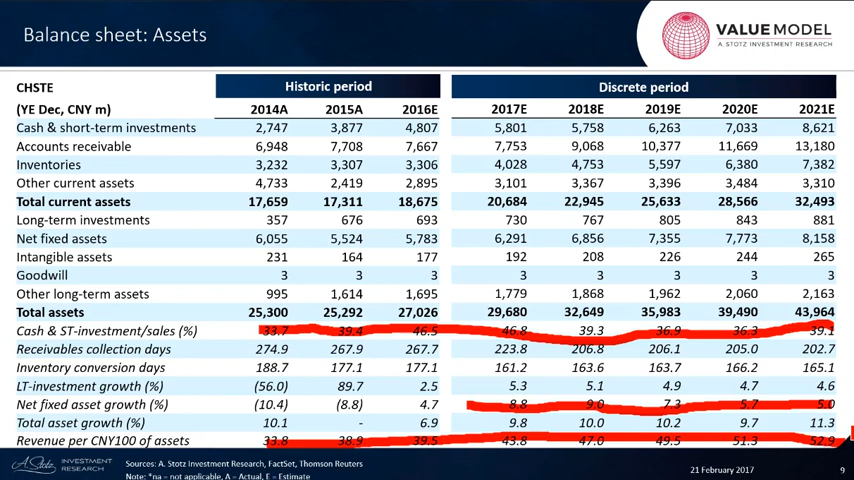 Balance sheet: Assets
VALUE MODEL
A. STOTZ INVESTMENT RESEARCH
CHSTE Historic period Discrete period
(YE Dec, CNY m) 2014A 2015A 2016E 2017E 2018E 2019E 2020E 2021E
Cash & short-term investments 2,747 3,877 4,807 5,801 5,758 6,263 7,033 8,621
Accounts receivable 6,948 7,708 7,667 7,753 9,068 10,377 11,669 13,180
Inventories 3,232 3,307 3,306 4,028 4,753 5,597 6,380 7,382
Other current assets 4,733 2,419 2,895 3,101 3,367 3,396 3,484 3,310
Total current assets 17,659 17,311 18,675 20,684 22,945 25,633 28,566 32,493
Long-term investments 357 676 693 730 767 805 843 881
Net fixed assets 6,055 5,524 5,783 6,291 6,856 7,355 7,773 8,158
Intangible assets 231 164 177 192 208 226 244 265
Goodwill 3 3 3 3 3 3 3 3
Other long-term assets 995 1,614 1,695 1,779 1,868 1,962 2,060 2,163
Total assets 25,300 25,292 27,026 29,680 32,649 35,983 39,490 43,964
Cash & ST-investment/sales (%) 33.7 39.4 46.5 46.8 39.3 36.9 36.3 39.1
Receivables collection days 274.9 267.9 267.7 223.8 206.8 206.1 205.0 202.7
Inventory conversion days 188.7 177.1 177.1 161.2 163.6 163.7 166.2 165.1
LT-investment growth (%) (56.0) 89.7 2.5 5.3 5.1 4.9 4.7 4.6
Net fixed asset growth (%) (10.4) (8.8) 4.7 8.8 9.0 7.3 5.7 5.0
Total asset growth (%) 10.1 - 6.9 9.8 10.0 10.2 9.7 11.3
Revenue per CNY100 of assets 33.8 38.9 39.5 43.8 47.0 49.5 51.3 52.9
A. Stotz INVESTMENT RESEARCH
Sources: A. Stotz Investment Research, FactSet, Thomson Reuters
Note: *na = not applicable, A = Actual, E = Estimate
21 February 2017 9